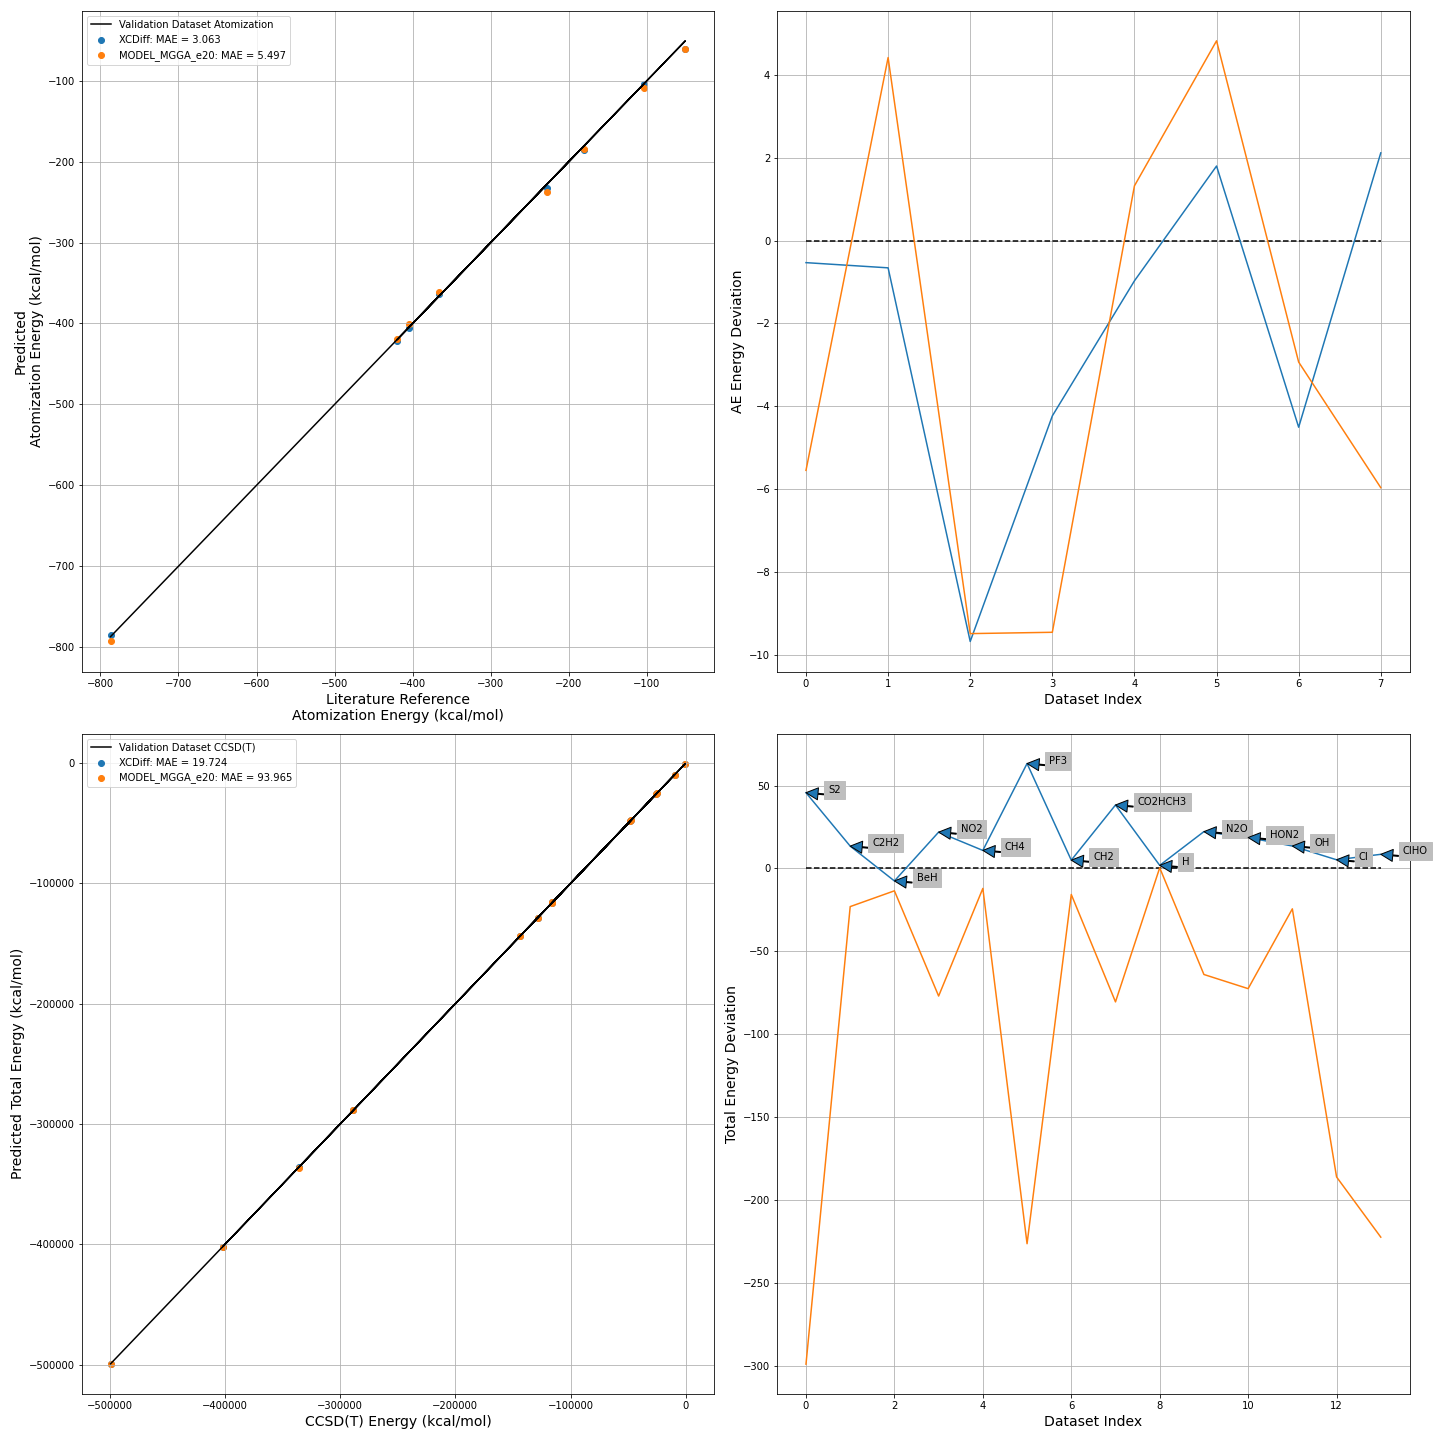 Validation Dataset Atomization
XCDiff: MAE = 3.063
MODEL_MGGA_e20: MAE = 5.497
−100
−200
−300
−400
−500
−600
−700
−800
Predicted
Atomization Energy (kcal/mol)
−800 −700 −600 −500 −400 −300 −200 −100
Literature Reference
Atomization Energy (kcal/mol)
4
2
0
−2
−4
−6
−8
−10
AE Energy Deviation
0 1 2 3 4 5 6 7
Dataset Index
Validation Dataset CCSD(T)
XCDiff: MAE = 19.724
MODEL_MGGA_e20: MAE = 93.965
0
−100000
−200000
−300000
−400000
−500000
Predicted Total Energy (kcal/mol)
−500000 −400000 −300000 −200000 −100000 0
CCSD(T) Energy (kcal/mol)
50
0
−50
−100
−150
−200
−250
−300
Total Energy Deviation
S2
C2H2
BeH
NO2
CH4
PF3
CH2
CO2HCH3
H
N2O
HON2
OH
Cl
ClHO
0 2 4 6 8 10 12
Dataset Index